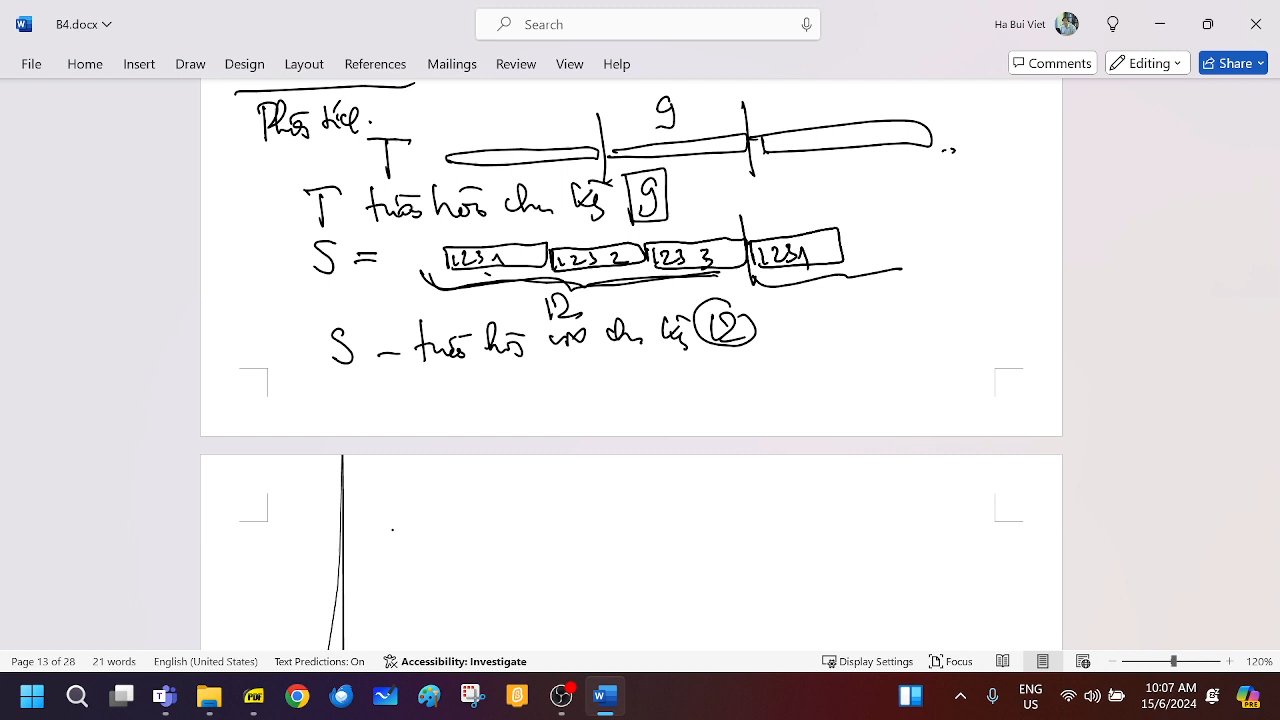 B4.docx
Search
Ha Bui Viet
File Home Insert Draw Design Layout References Mailings Review View Help
Comments Editing Share
Phân tích.
T
9
T tuần hoàn chu kỳ 9
S = 1231 1232 1233 1231
12
S - tuần hoàn với chu kỳ 12
Page 13 of 28 21 words English (United States) Text Predictions: On Accessibility: Investigate Display Settings Focus 120%
ENG
US
10:07 AM
15/6/2024
PRE